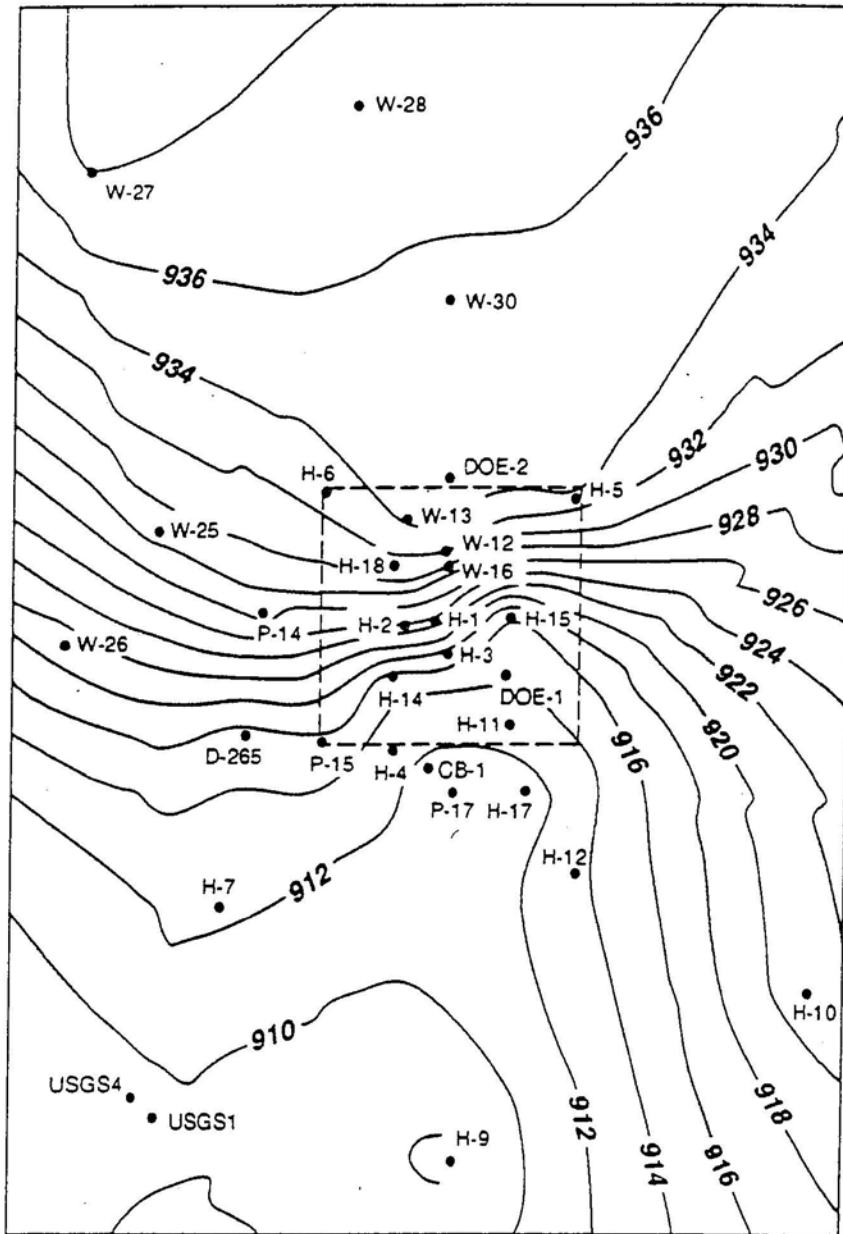 W-28
936
W-27
936
934
W-30
934
DOE-2
932
930
H-6
H-5
W-13
928
W-25
W-12
H-18
W-16
926
P-14
H-2
H-1
H-15
924
W-26
H-3
922
H-14
DOE-1
920
H-11
916
D-265
P-15
H-4
CB-1
P-17
H-17
H-12
912
H-7
H-10
910
USGS4
918
USGS1
912
H-9
914
916